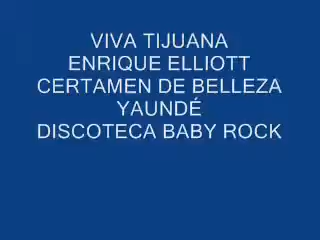 VIVA TIJUANA
ENRIQUE ELLIOTT
CERTAMEN DE BELLEZA
YAUNDÉ
DISCOTECA BABY ROCK